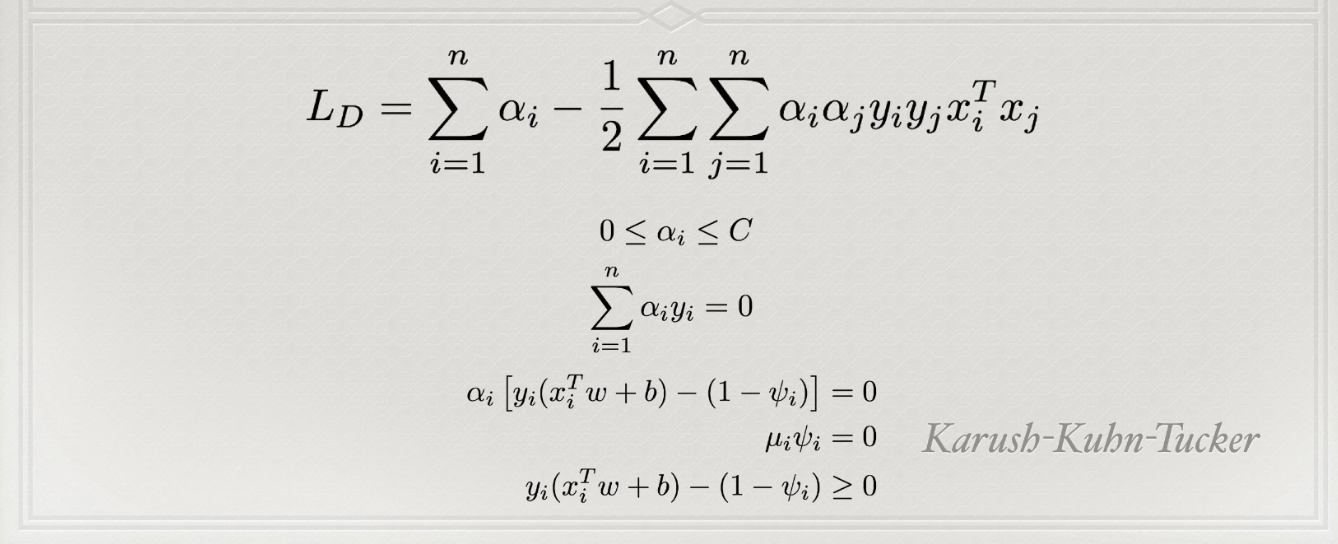 L_D = \sum_{i=1}^{n} \alpha_i - \frac{1}{2} \sum_{i=1}^{n} \sum_{j=1}^{n} \alpha_i \alpha_j y_i y_j x_i^T x_j
0 \leq \alpha_i \leq C
\sum_{i=1}^{n} \alpha_i y_i = 0
\alpha_i \left[ y_i (x_i^T w + b) - (1 - \psi_i) \right] = 0
\mu_i \psi_i = 0 Karush-Kuhn-Tucker
y_i (x_i^T w + b) - (1 - \psi_i) \geq 0